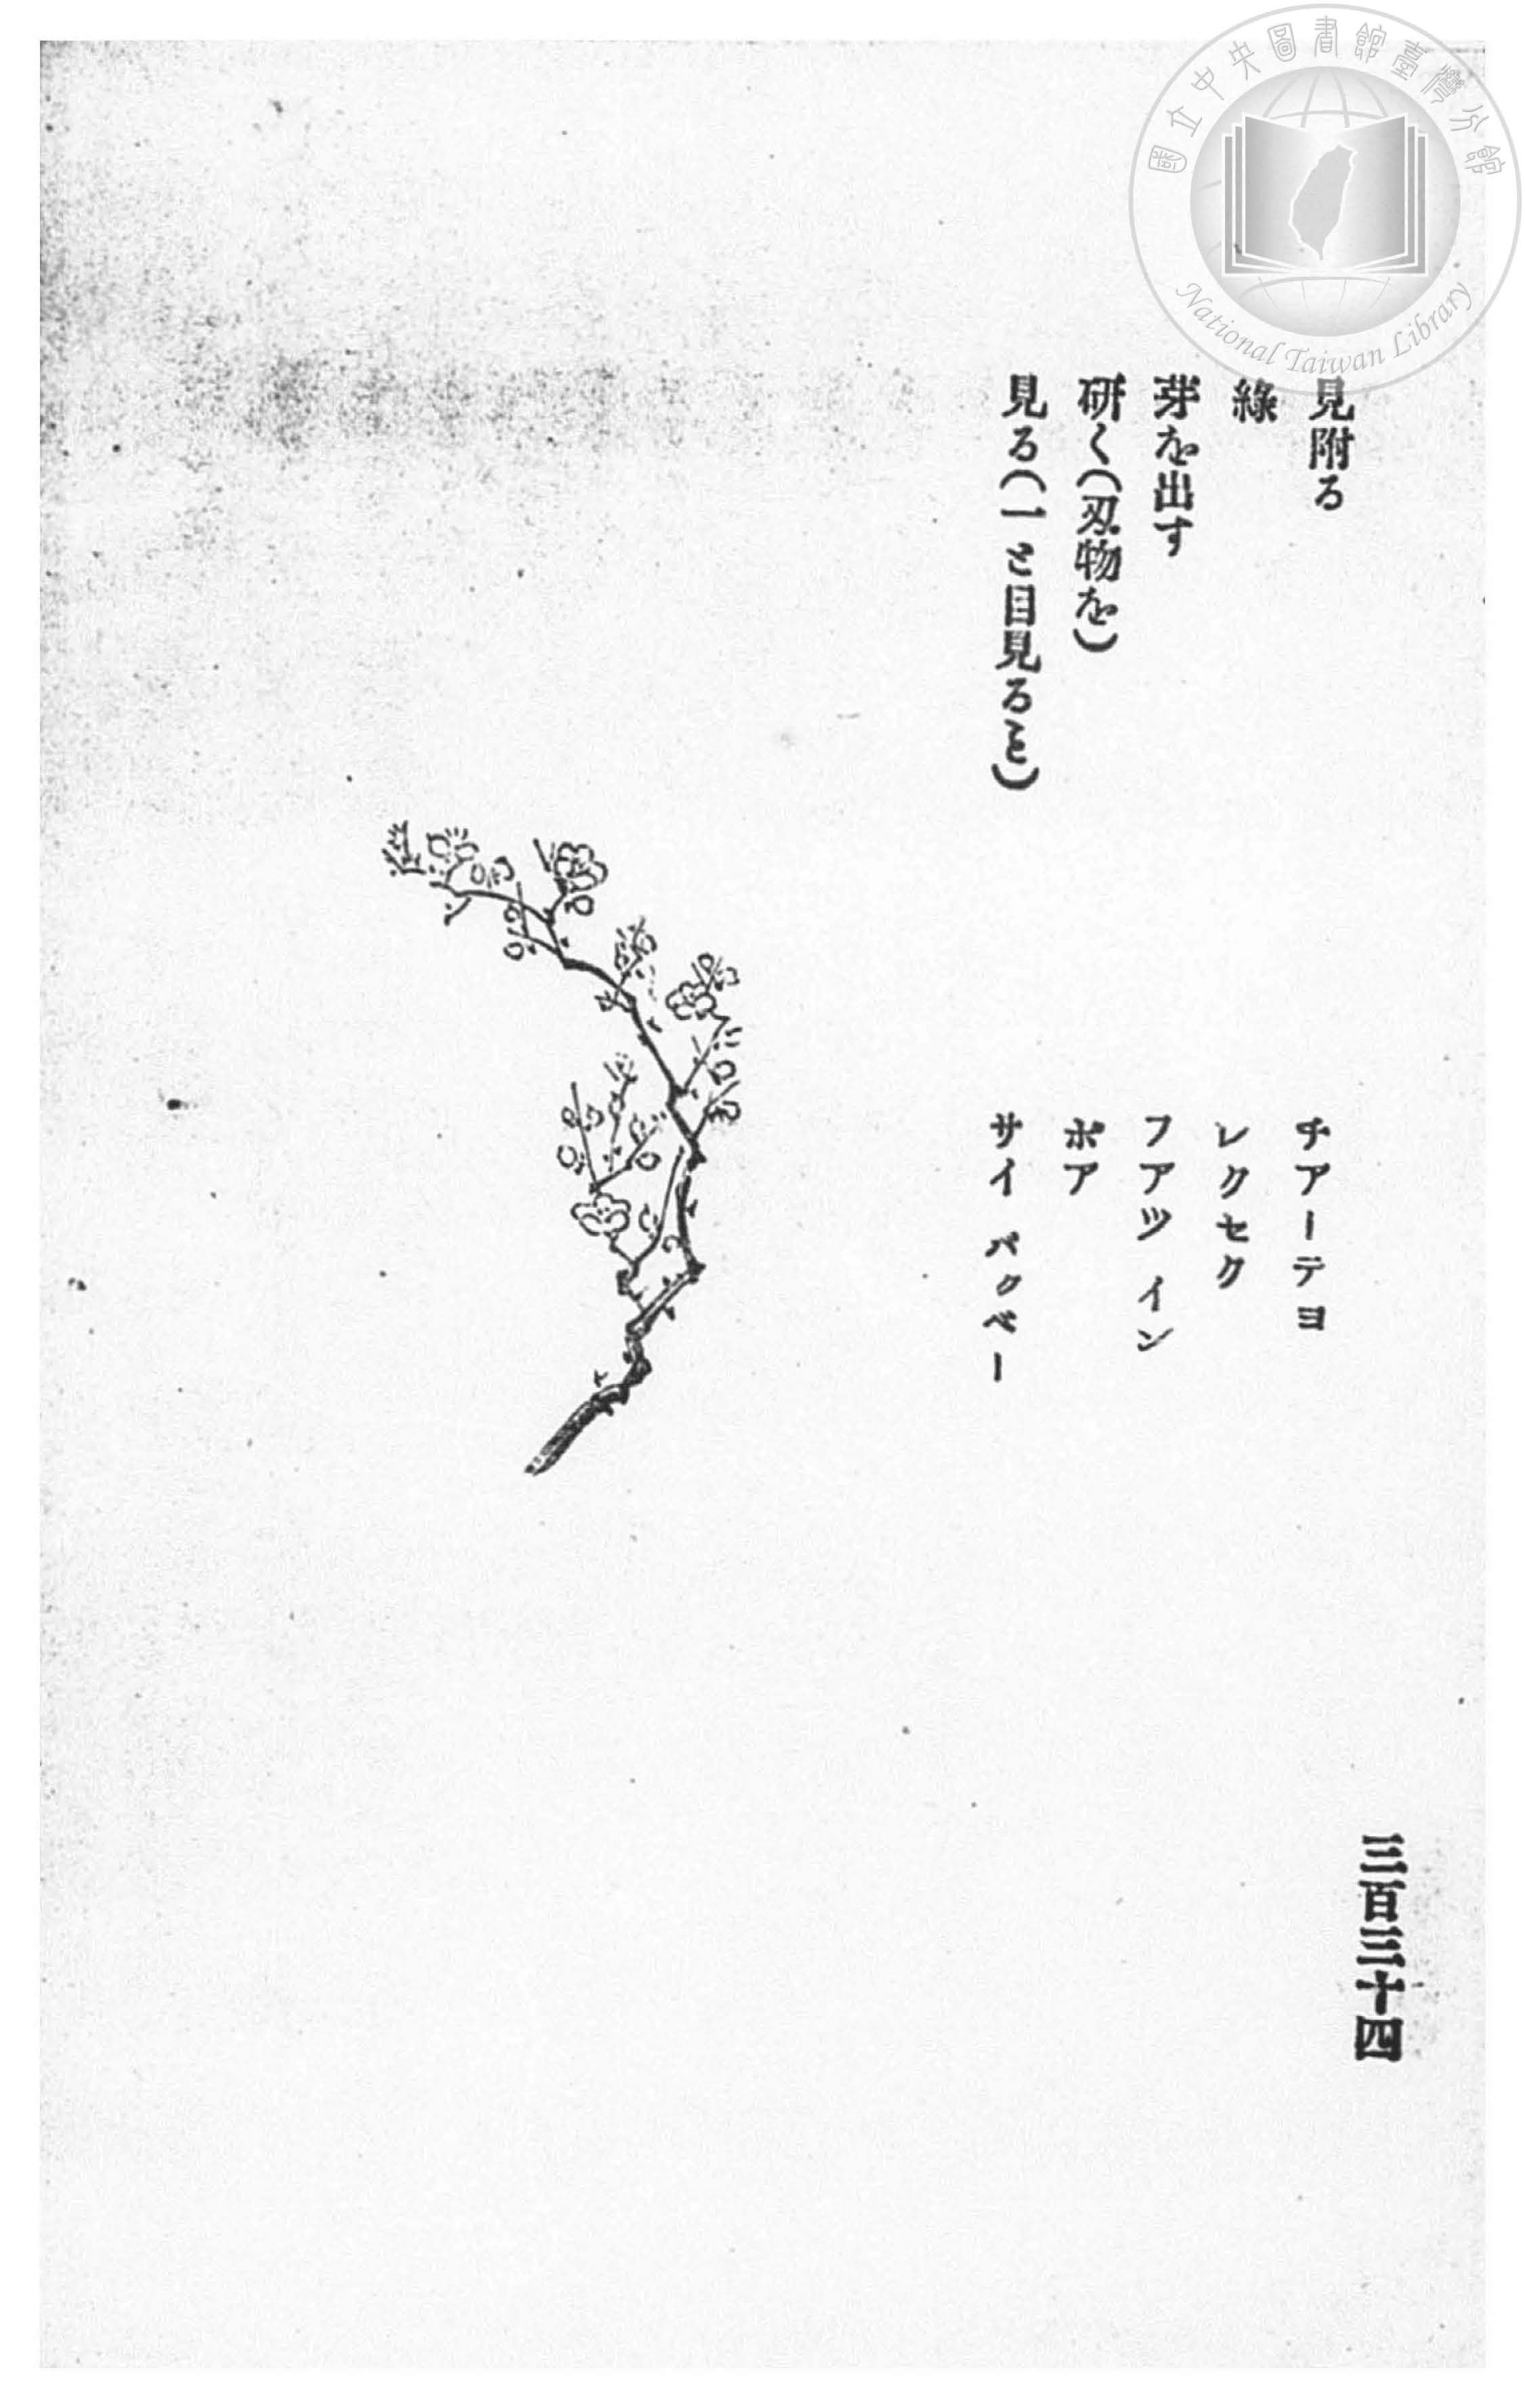 國立中央圖書館臺灣分館
National Taiwan Library
見附る チアーテヨ
綠 レクセク
芽を出す フアツ イン
研く(刄物を) ポア
見る(一と目見るこ𛀁と) サイ パクベー
三百三十四